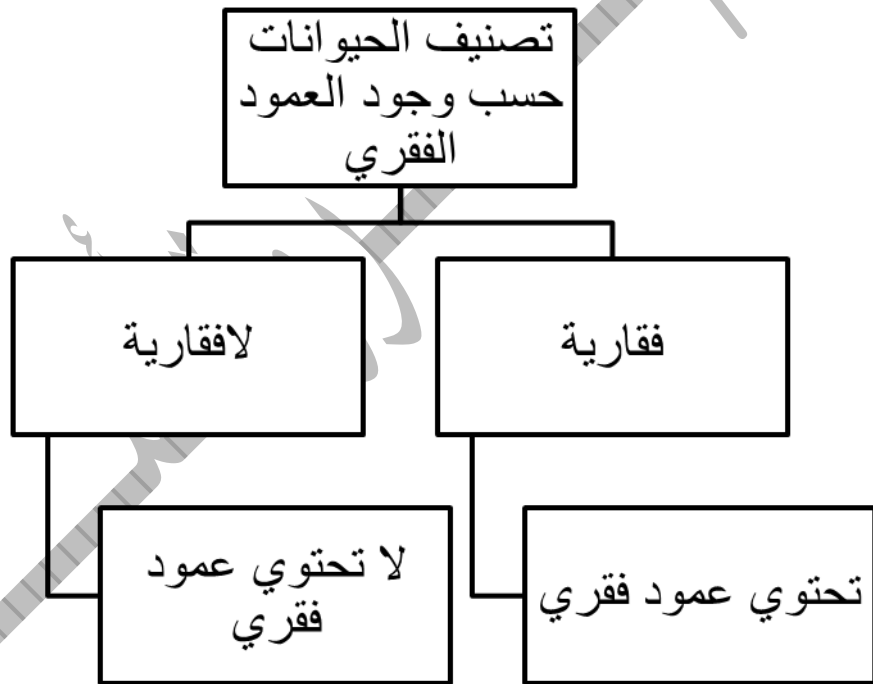 تصنيف الحيوانات
حسب وجود العمود
الفقري
فقارية
لافقارية
تحتوي عمود فقري
لا تحتوي عمود
فقري